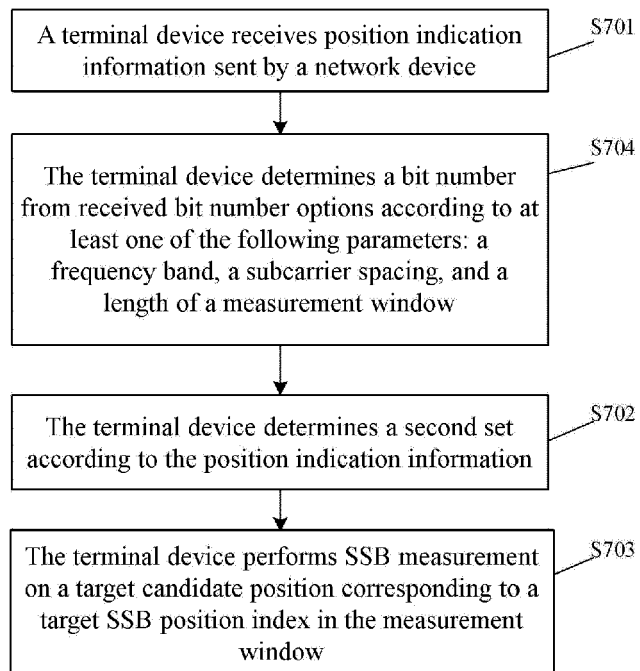 A terminal device receives position indication
information sent by a network device
S701
The terminal device determines a bit number
from received bit number options according to at
least one of the following parameters: a
frequency band, a subcarrier spacing, and a
length of a measurement window
S704
The terminal device determines a second set
according to the position indication information
S702
The terminal device performs SSB measurement
on a target candidate position corresponding to a
target SSB position index in the measurement
window
S703